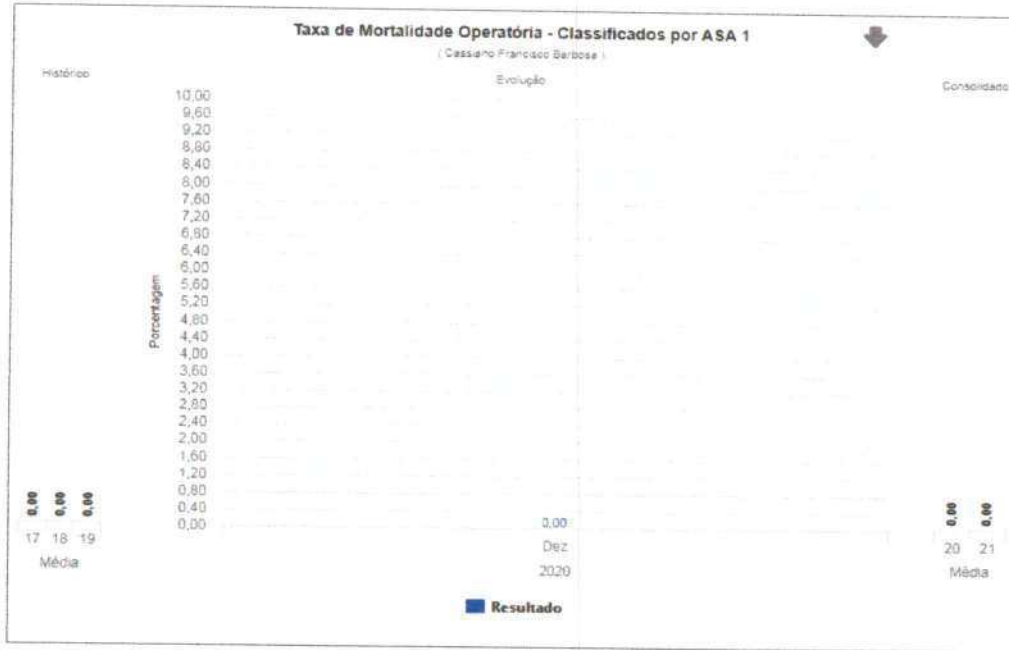 Taxa de Mortalidade Operatória - Classificados por ASA 1
( Cassiano Francisco Barbosa )
Histórico
Evolução
Consolidado
Porcentagem
10,00
9,60
9,20
8,80
8,40
8,00
7,60
7,20
6,80
6,40
6,00
5,60
5,20
4,80
4,40
4,00
3,60
3,20
2,80
2,40
2,00
1,60
1,20
0,80
0,40
0,00
0,00 0,00 0,00
17 18 19
Média
0,00
Dez
2020
0,00 0,00
20 21
Média
Resultado